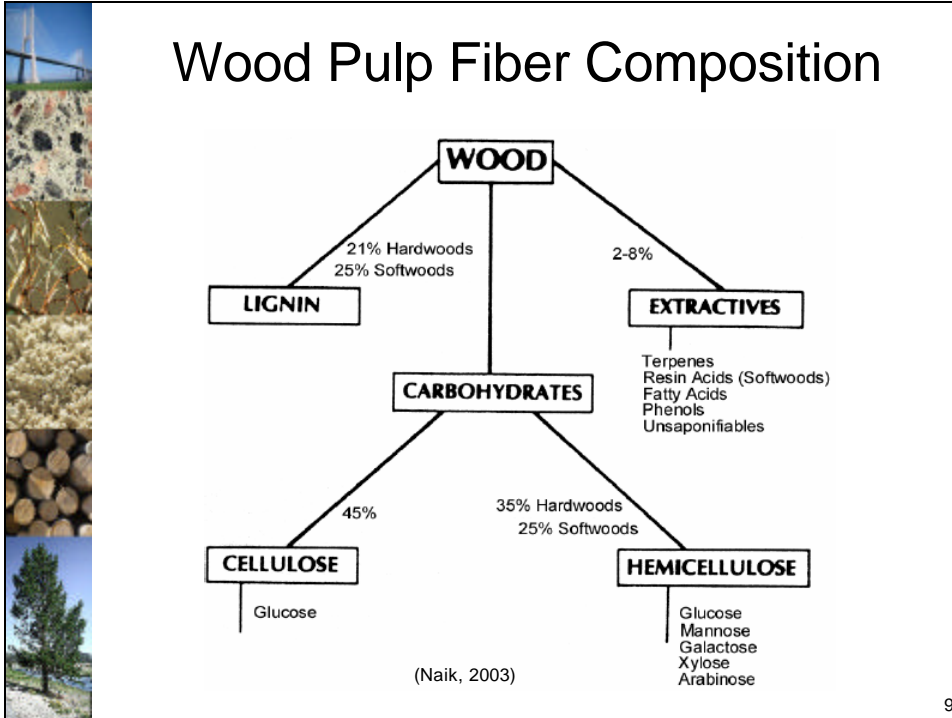 Wood Pulp Fiber Composition
WOOD
21% Hardwoods
25% Softwoods
2-8%
LIGNIN
EXTRACTIVES
Terpenes
Resin Acids (Softwoods)
Fatty Acids
Phenols
Unsaponifiables
CARBOHYDRATES
45%
35% Hardwoods
25% Softwoods
CELLULOSE
Glucose
HEMICELLULOSE
Glucose
Mannose
Galactose
Xylose
Arabinose
(Naik, 2003)
9